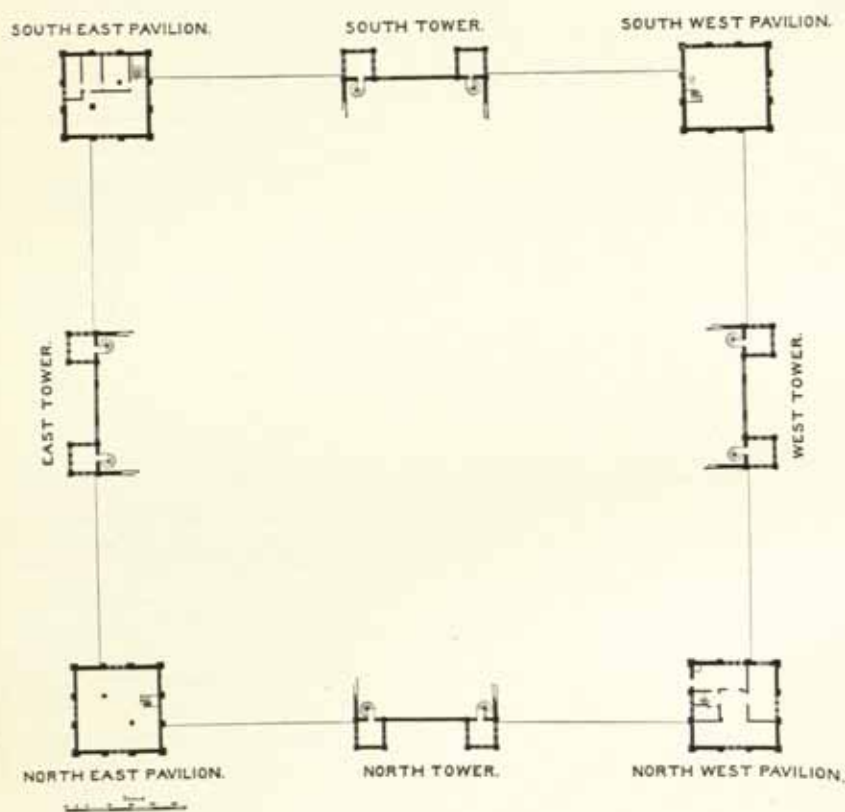 SOUTH EAST PAVILION.
SOUTH TOWER.
SOUTH WEST PAVILION.
EAST TOWER.
WEST TOWER.
NORTH EAST PAVILION.
NORTH TOWER.
NORTH WEST PAVILION.